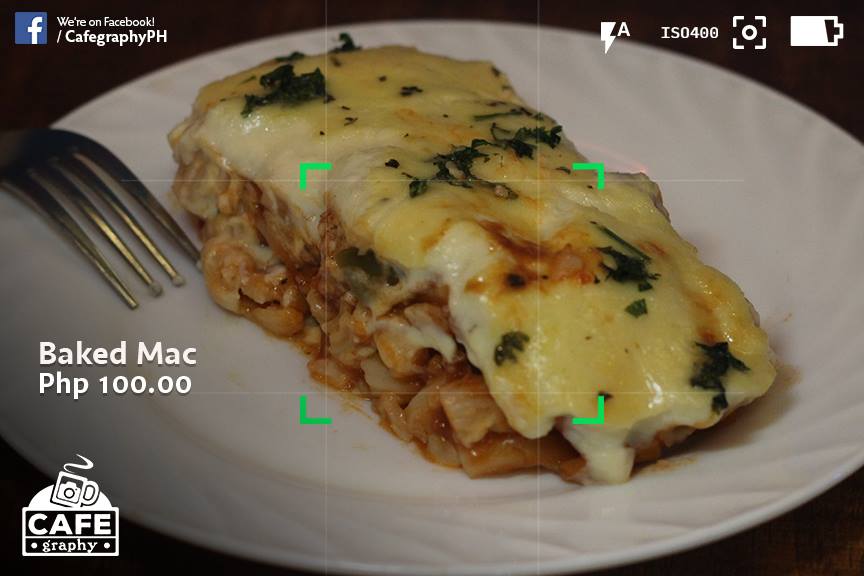 We're on Facebook!
/ CafegraphyPH
A
ISO400
Baked Mac
Php 100.00
CAFE
graphy